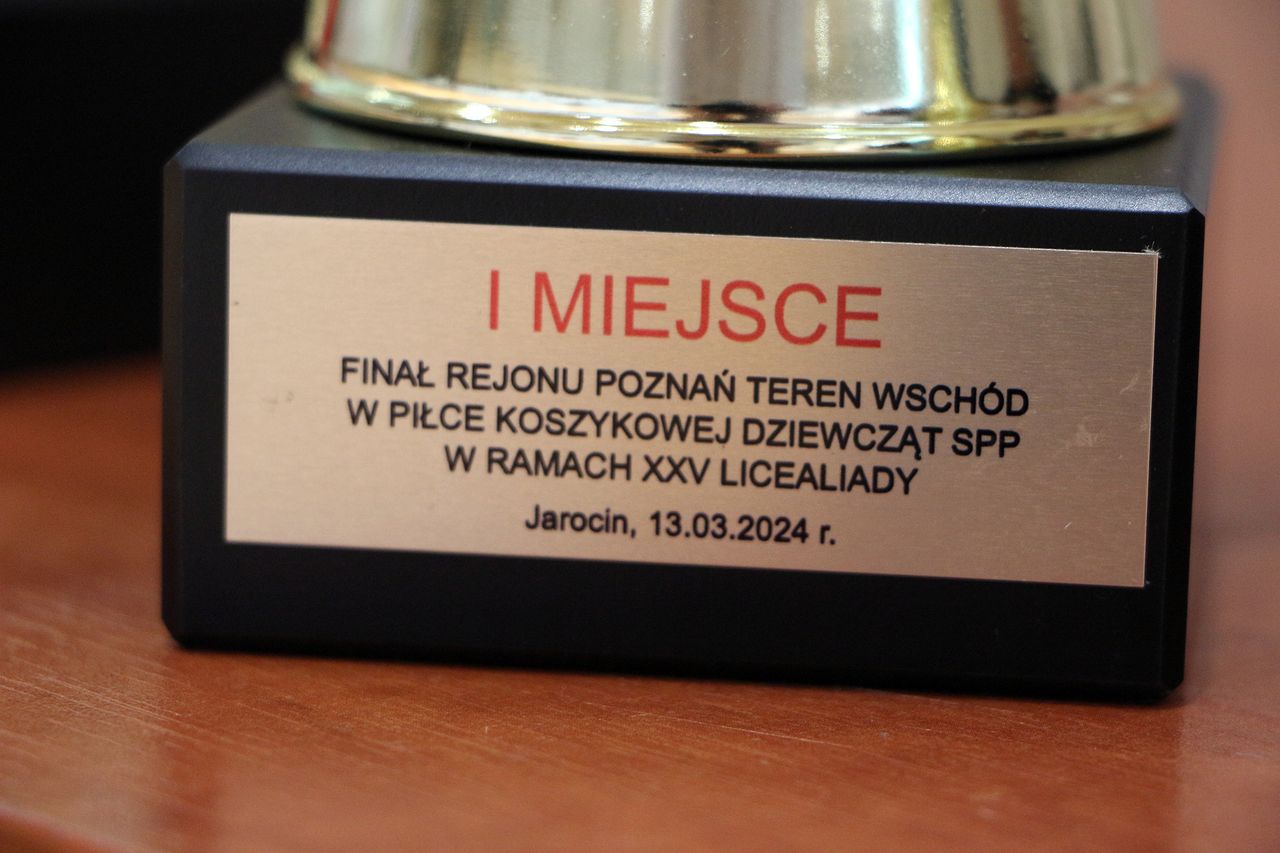 I MIEJSCE
FINAŁ REJONU POZNAŃ TEREN WSCHÓD
W PIŁCE KOSZYKOWEJ DZIEWCZĄT SPP
W RAMACH XXV LICEALIADY
Jarocin, 13.03.2024 r.